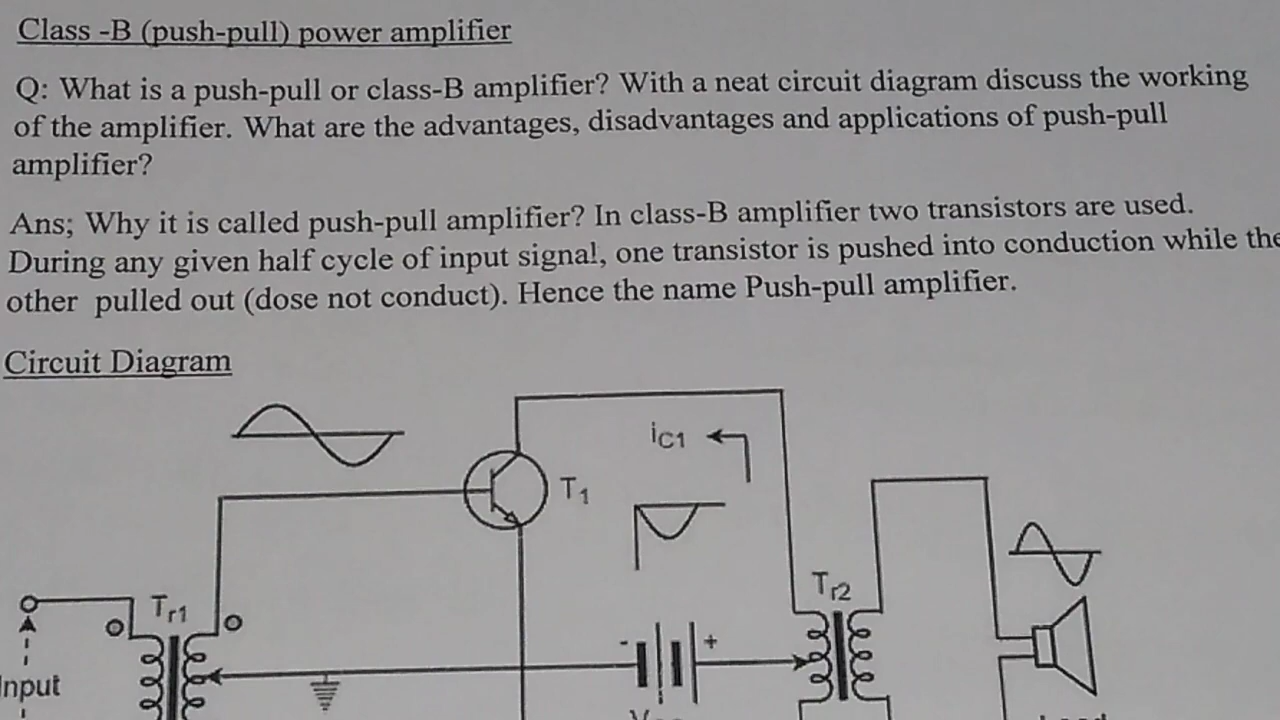 Class -B (push-pull) power amplifier
Q: What is a push-pull or class-B amplifier? With a neat circuit diagram discuss the working
of the amplifier. What are the advantages, disadvantages and applications of push-pull
amplifier?
Ans; Why it is called push-pull amplifier? In class-B amplifier two transistors are used.
During any given half cycle of input signal, one transistor is pushed into conduction while the
other pulled out (dose not conduct). Hence the name Push-pull amplifier.
Circuit Diagram
iC1
T1
Tr2
Tr1
- +
Input